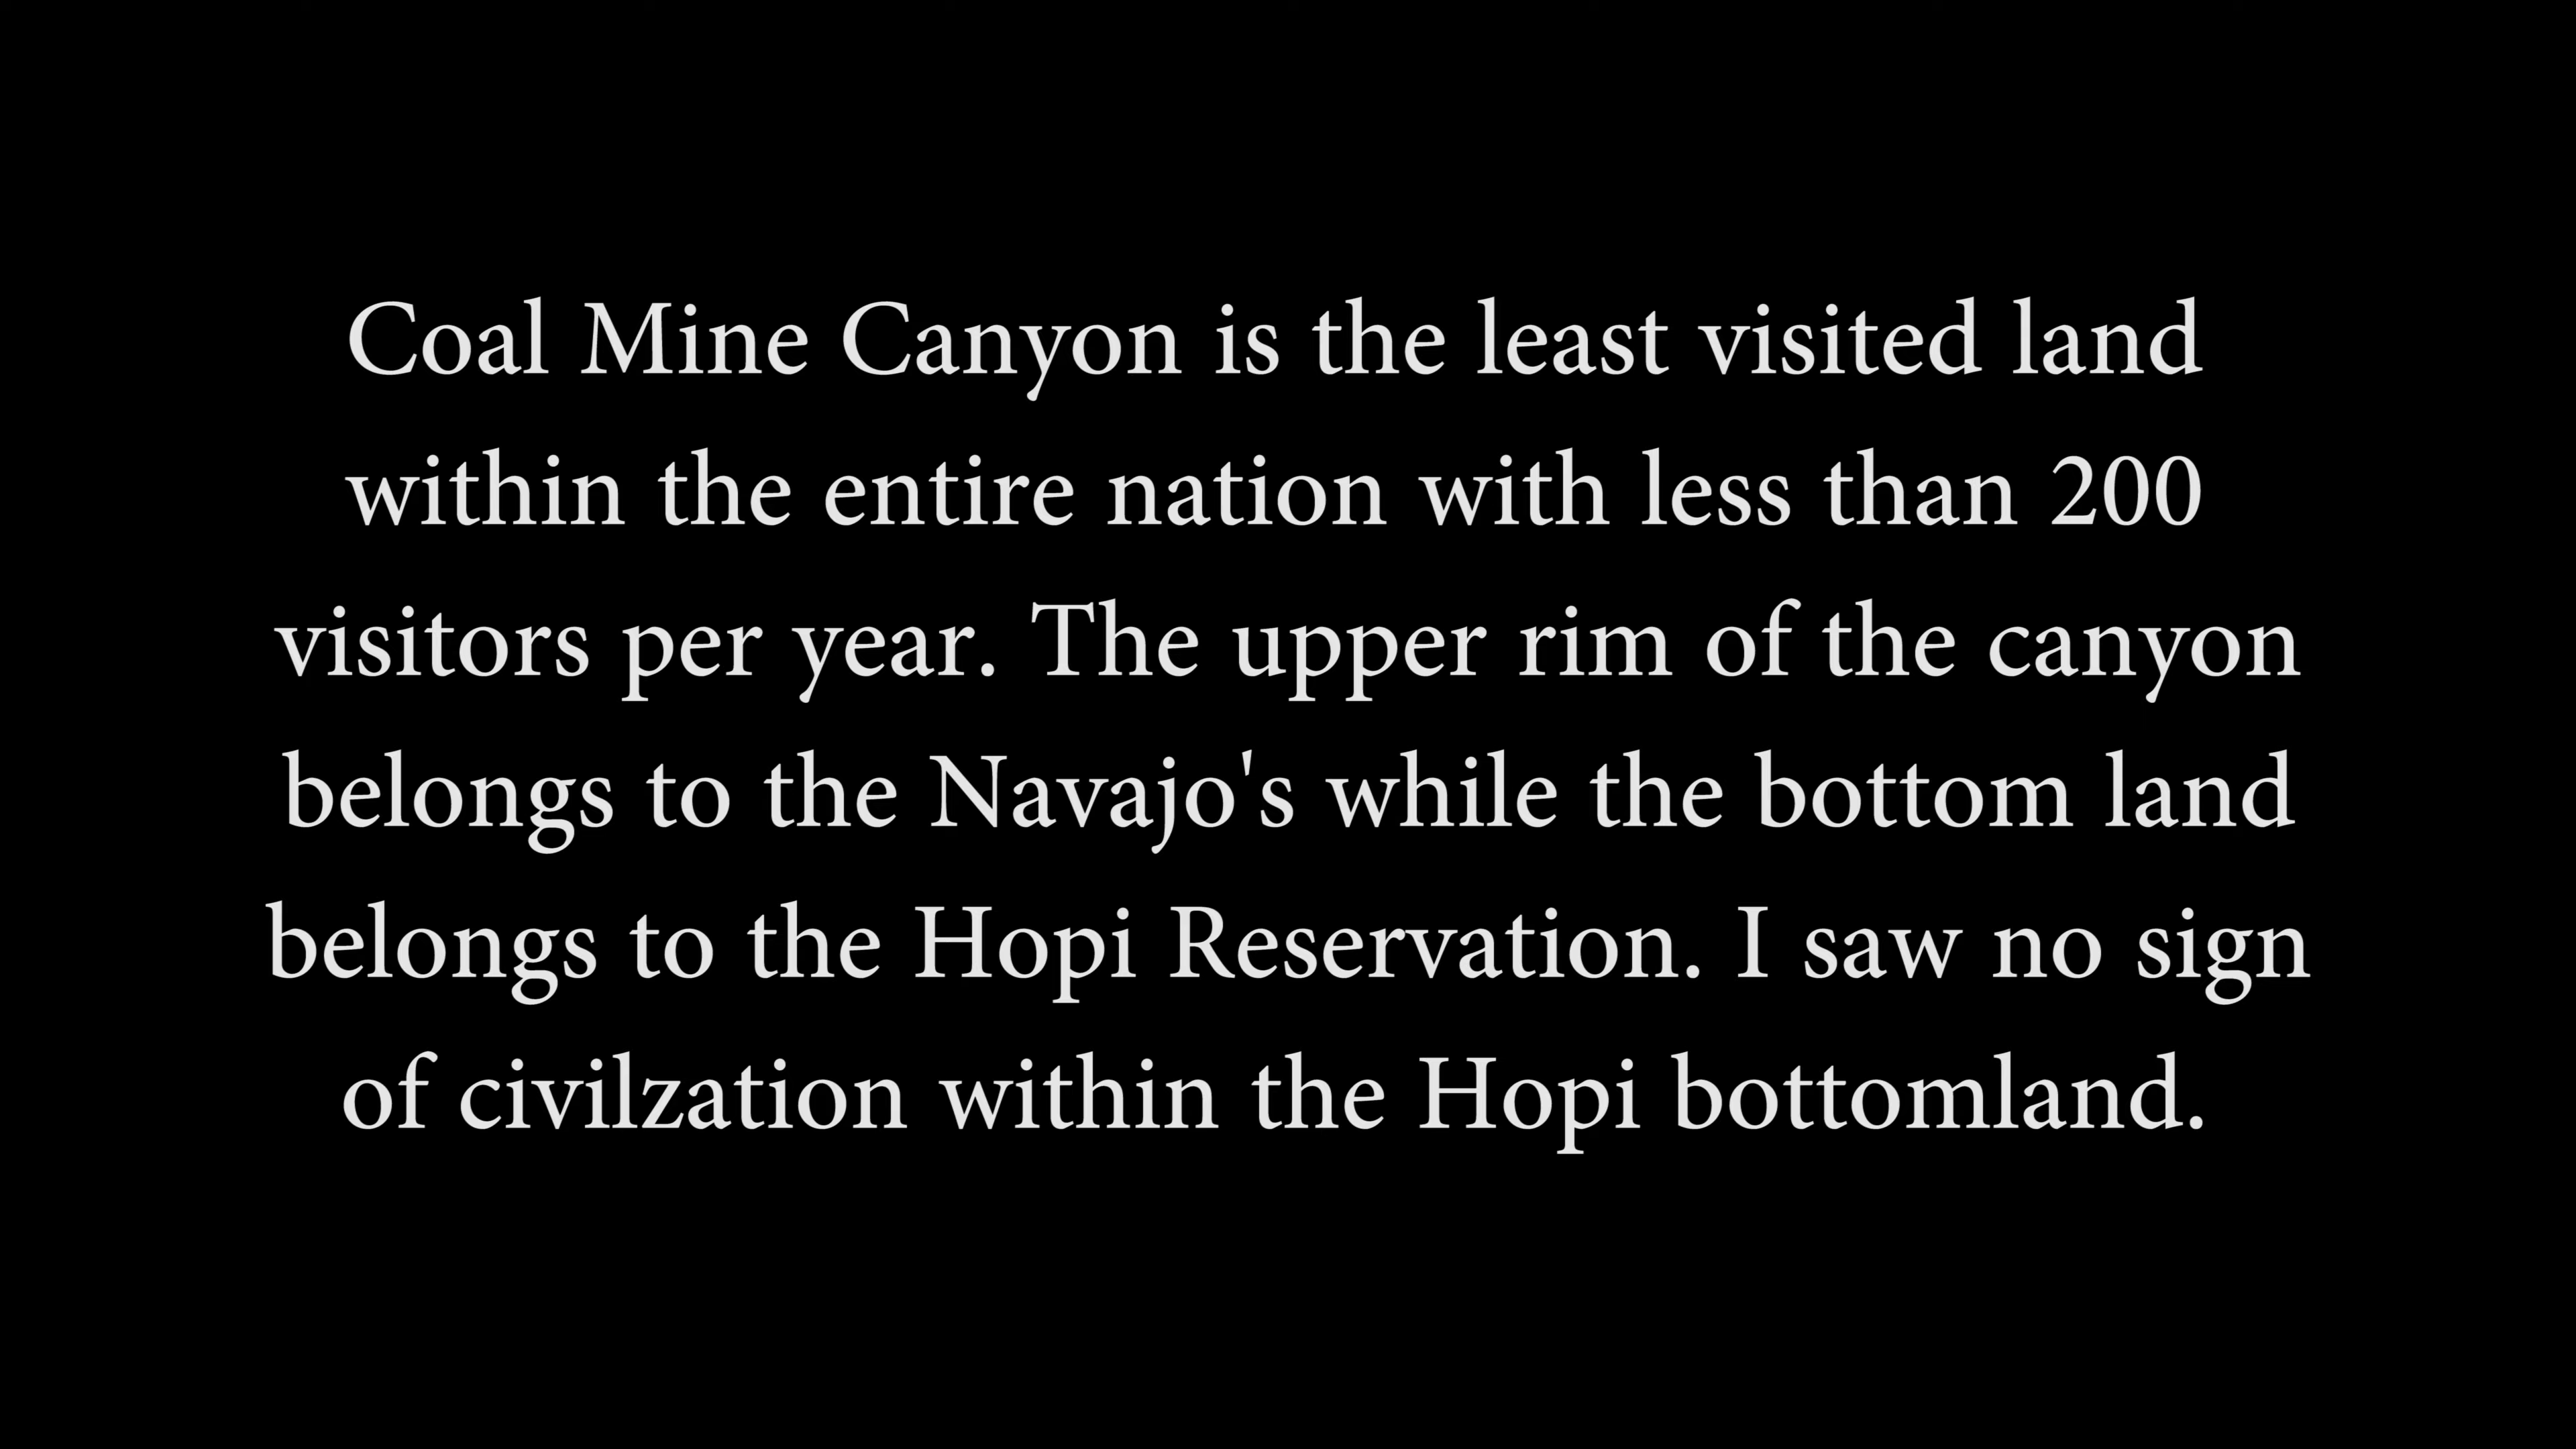 Coal Mine Canyon is the least visited land
within the entire nation with less than 200
visitors per year. The upper rim of the canyon
belongs to the Navajo's while the bottom land
belongs to the Hopi Reservation. I saw no sign
of civilzation within the Hopi bottomland.